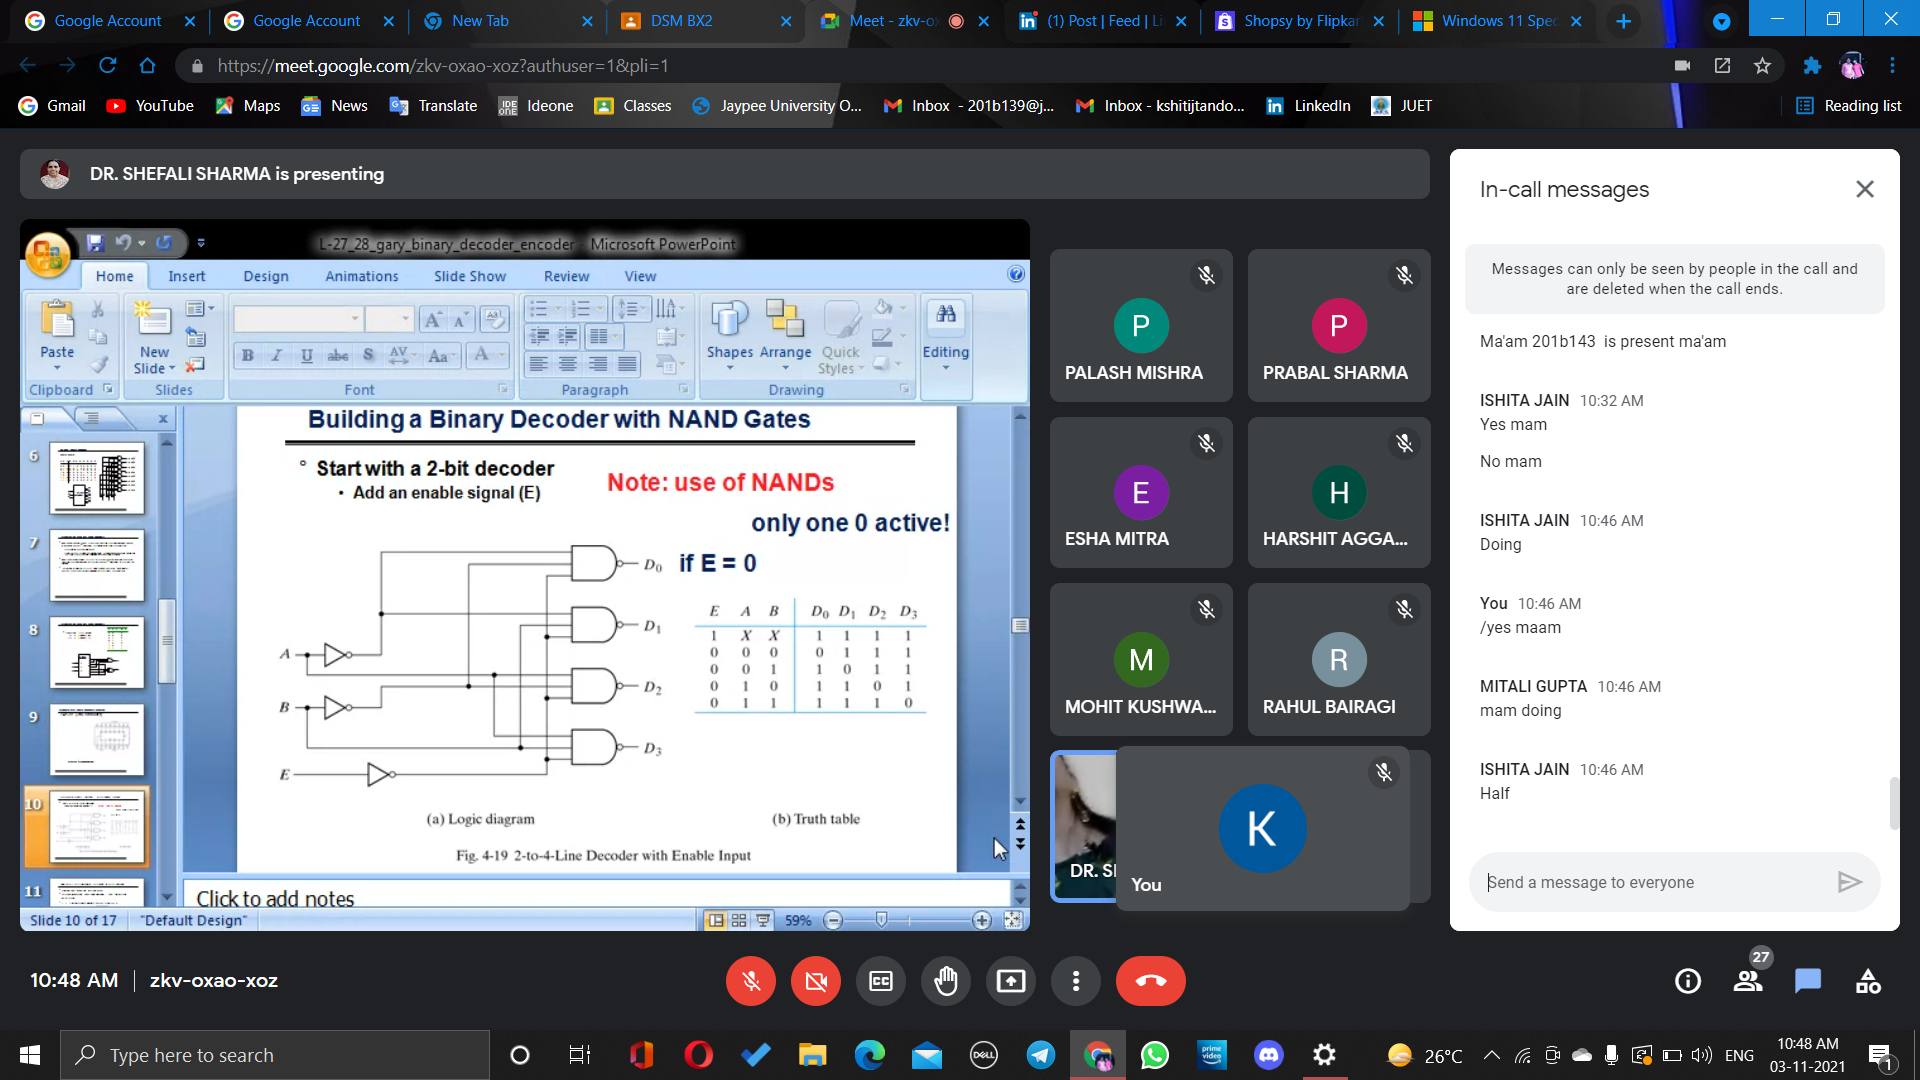 Google Account
Google Account
New Tab
DSM BX2
Meet - zkv-ox
(1) Post | Feed | Li
Shopsy by Flipkar
Windows 11 Spec
https://meet.google.com/zkv-oxao-xoz?authuser=1&pli=1
Gmail
YouTube
Maps
News
Translate
Ideone
Classes
Jaypee University O...
Inbox - 201b139@j...
Inbox - kshitijtando...
LinkedIn
JUET
Reading list
DR. SHEFALI SHARMA is presenting
L-27_28_gary_binary_decoder_encoder - Microsoft PowerPoint
Home
Insert
Design
Animations
Slide Show
Review
View
Paste
New
Slide
Shapes
Arrange
Quick
Styles
Editing
Clipboard
Slides
Font
Paragraph
Drawing
6
7
8
9
10
11
Building a Binary Decoder with NAND Gates
° Start with a 2-bit decoder
• Add an enable signal (E)
Note: use of NANDs
only one 0 active!
if E = 0
A
B
E
D0
D1
D2
D3
E A B D0 D1 D2 D3
1 X X 1 1 1 1
0 0 0 0 1 1 1
0 0 1 1 0 1 1
0 1 0 1 1 0 1
0 1 1 1 1 1 0
(a) Logic diagram
(b) Truth table
Fig. 4-19 2-to-4-Line Decoder with Enable Input
Click to add notes
Slide 10 of 17
"Default Design"
59%
P
PALASH MISHRA
P
PRABAL SHARMA
E
ESHA MITRA
H
HARSHIT AGGA...
M
MOHIT KUSHWA...
R
RAHUL BAIRAGI
DR. S
K
You
In-call messages
Messages can only be seen by people in the call and
are deleted when the call ends.
Ma'am 201b143 is present ma'am
ISHITA JAIN 10:32 AM
Yes mam
No mam
ISHITA JAIN 10:46 AM
Doing
You 10:46 AM
/yes maam
MITALI GUPTA 10:46 AM
mam doing
ISHITA JAIN 10:46 AM
Half
Send a message to everyone
10:48 AM | zkv-oxao-xoz
27
Type here to search
26°C
ENG
10:48 AM
03-11-2021
1